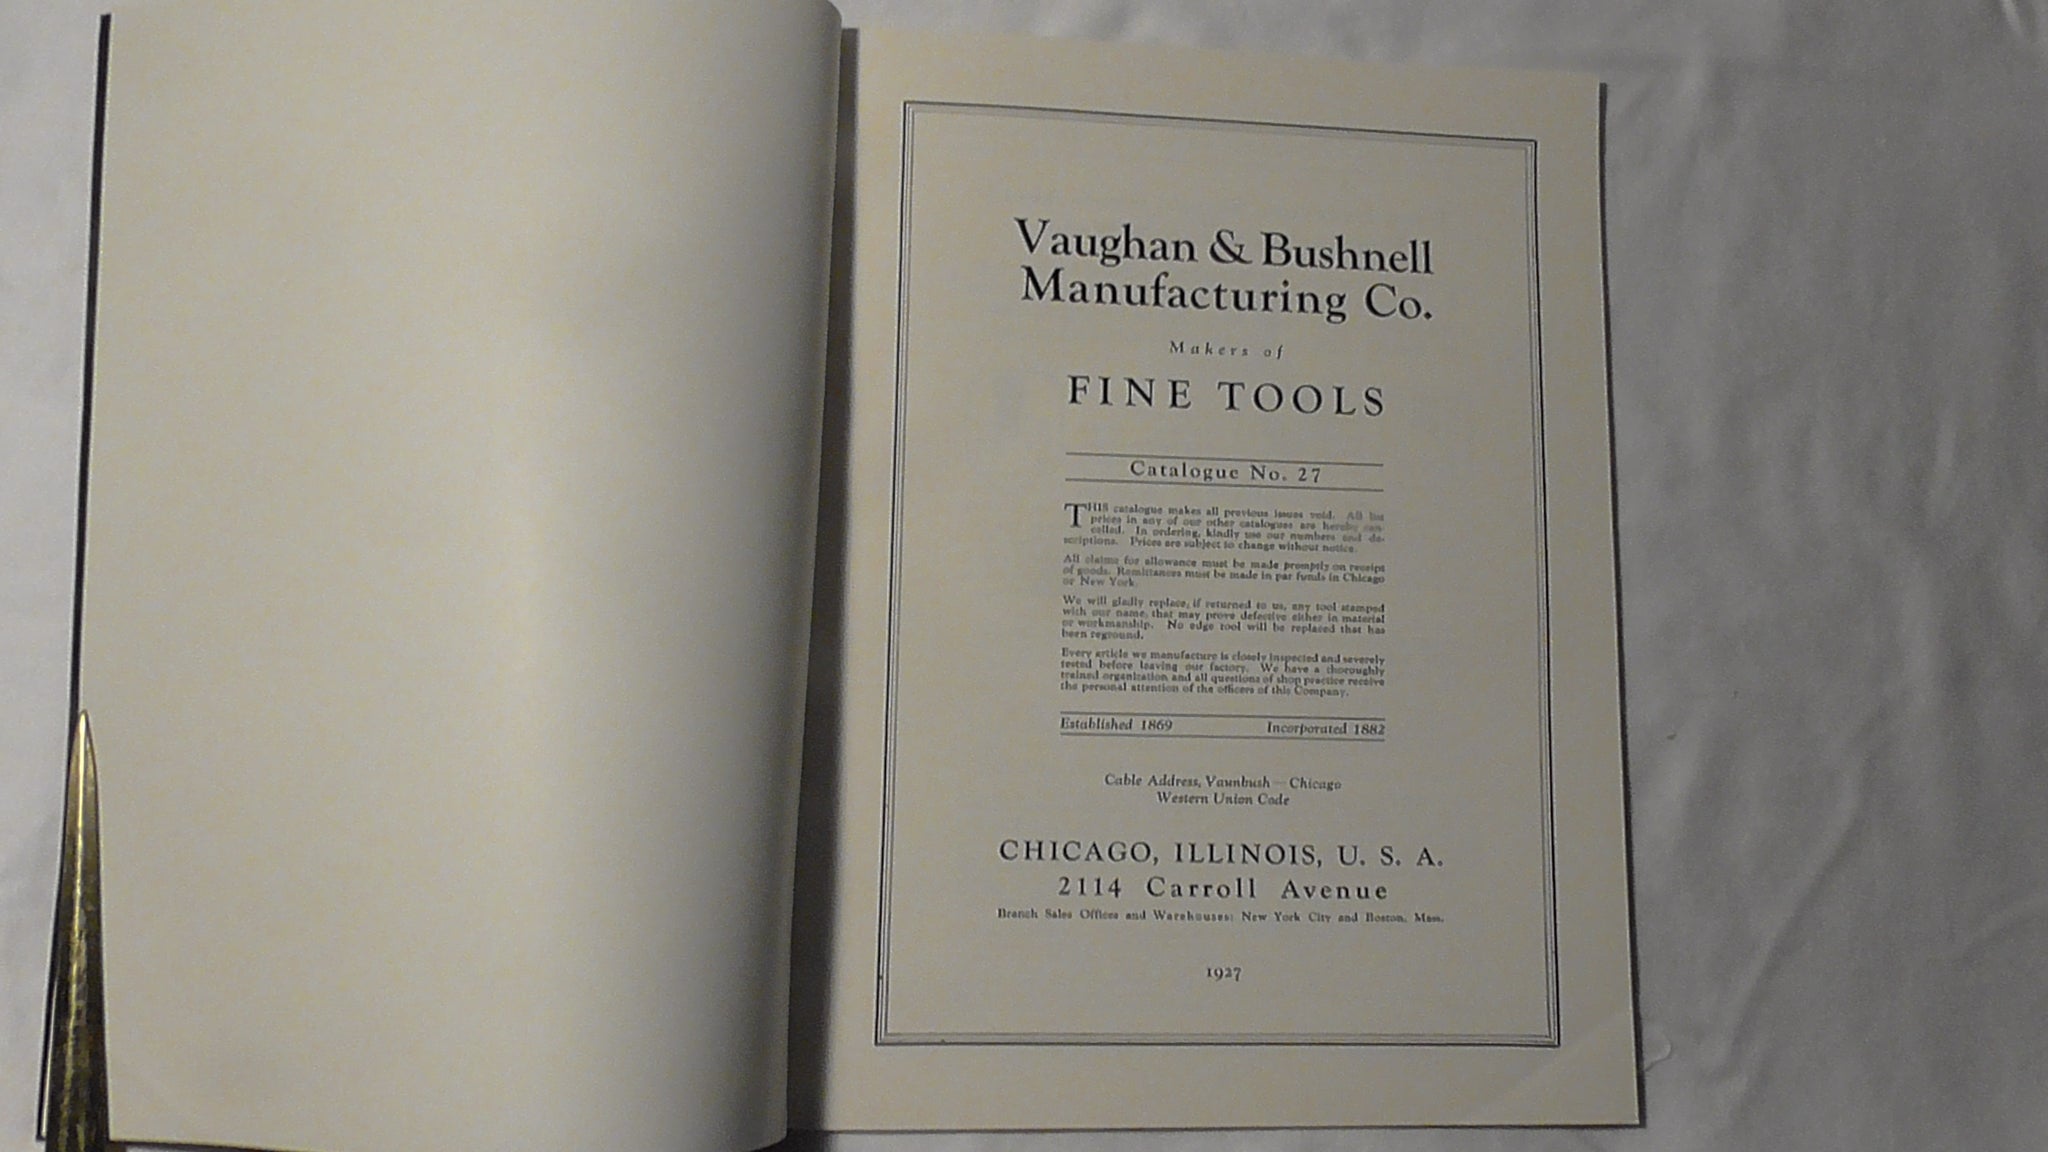 Vaughan & Bushnell
Manufacturing Co.
Makers of
FINE TOOLS
Catalogue No. 27
THIS catalogue makes all previous issues void. All list
prices in any of our other catalogues are hereby can-
celled. In ordering, kindly use our numbers and de-
scriptions. Prices are subject to change without notice.
All claims for allowance must be made promptly on receipt
of goods. Remittances must be made in par funds in Chicago
or New York.
We will gladly replace, if returned to us, any tool stamped
with our name, that may prove defective either in material
or workmanship. No edge tool will be replaced that has
been reground.
Every article we manufacture is closely inspected and severely
tested before leaving our factory. We have a thoroughly
trained organization and all questions of shop practice receive
the personal attention of the officers of this Company.
Established 1869 Incorporated 1882
Cable Address, Vaunbush—Chicago
Western Union Code
CHICAGO, ILLINOIS, U. S. A.
2114 Carroll Avenue
Branch Sales Offices and Warehouses: New York City and Boston, Mass.
1927